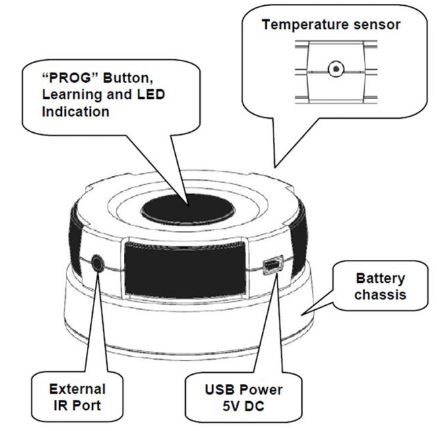 Temperature sensor
“PROG” Button,
Learning and LED
Indication
Battery
chassis
External
IR Port
USB Power
5V DC